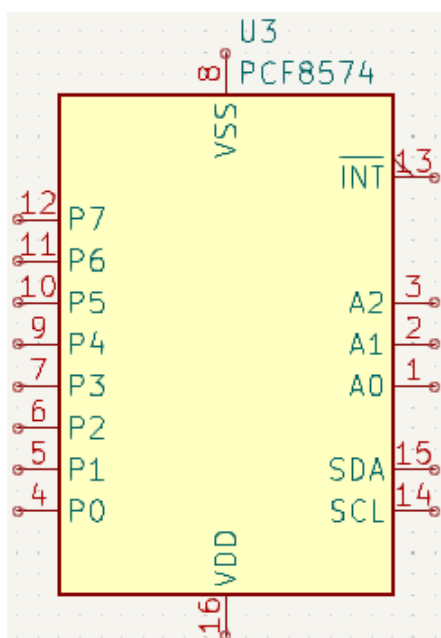 U3
8 PCF8574
VSS
13
INT
12 P7
11 P6
10 P5
A2 3
9 P4
A1 2
7 P3
A0 1
6 P2
5 P1
SDA 15
4 P0
SCL 14
VDD
16